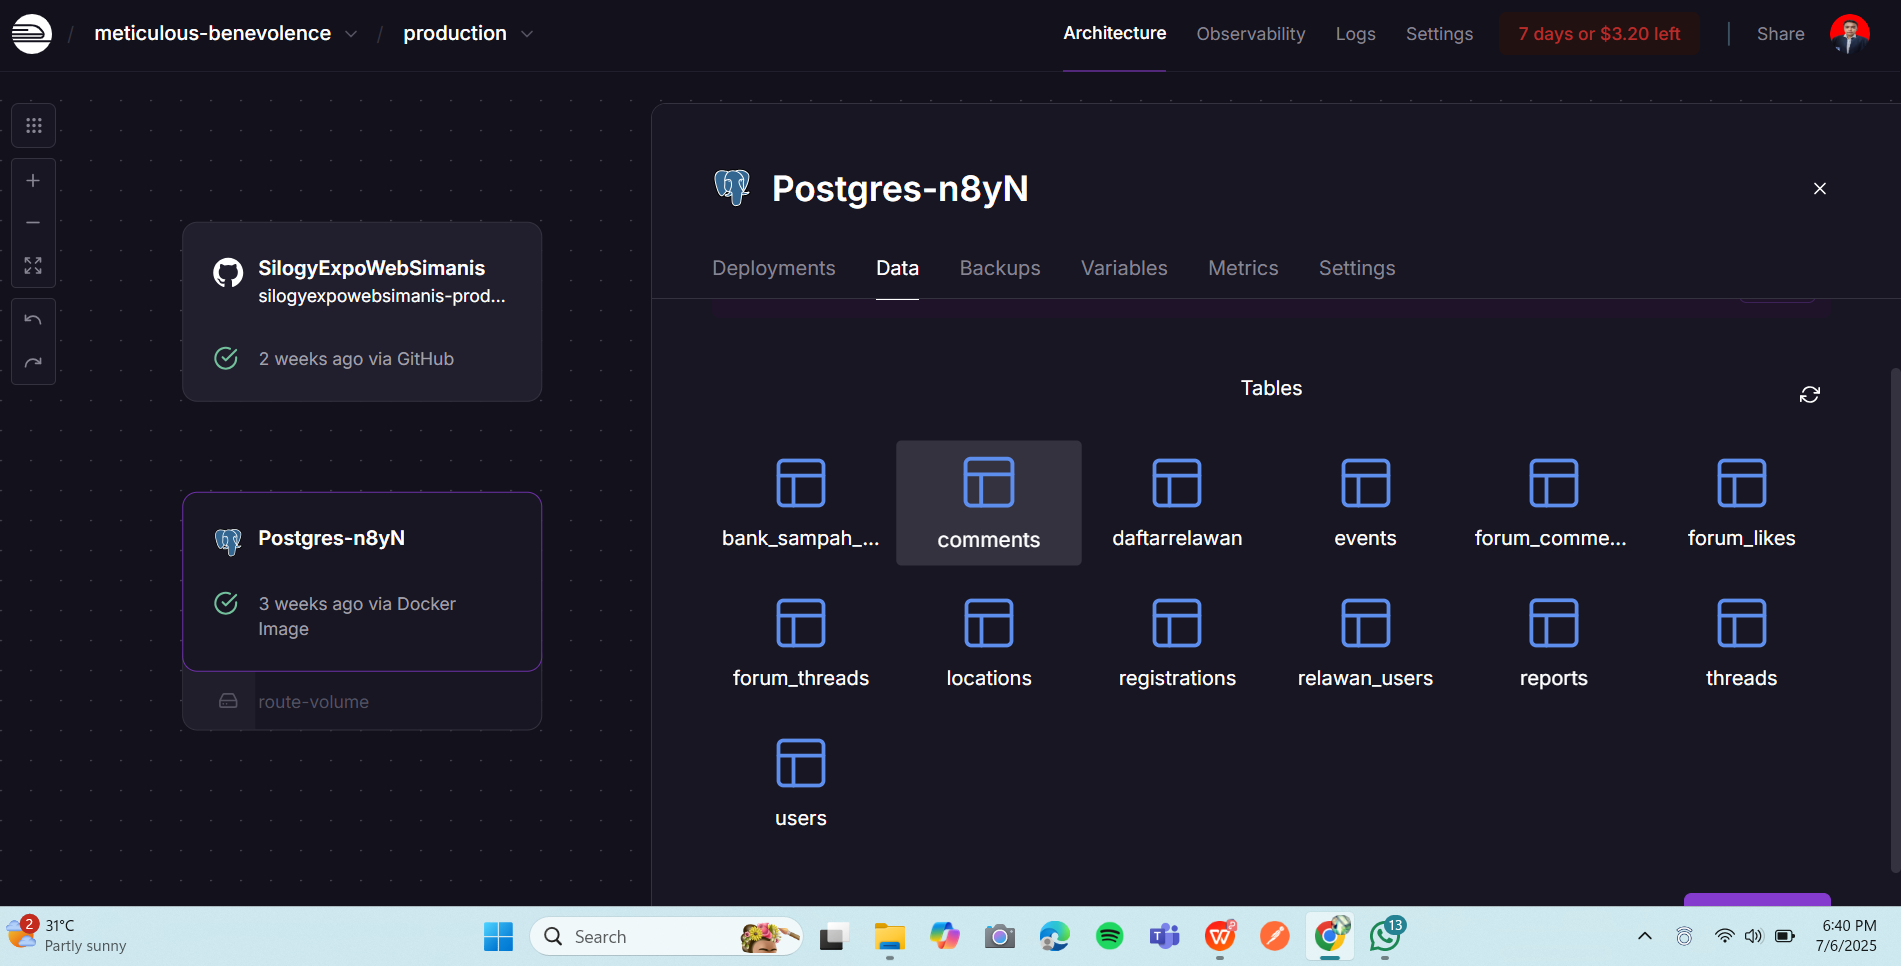 / meticulous-benevolence / production
Architecture Observability Logs Settings 7 days or $3.20 left Share
SilogyExpoWebSimanis
silogyexpowebsimanis-prod...
2 weeks ago via GitHub
Postgres-n8yN
3 weeks ago via Docker
Image
route-volume
Postgres-n8yN
Deployments Data Backups Variables Metrics Settings
Tables
bank_sampah_... comments daftarrelawan events forum_comme... forum_likes
forum_threads locations registrations relawan_users reports threads
users
2
31°C
Partly sunny
Search
13
6:40 PM
7/6/2025